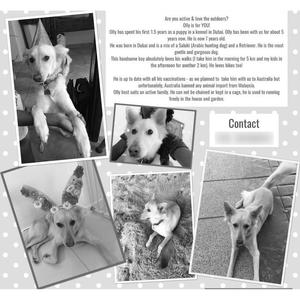 Are you active & love the outdoors?
Olly is for YOU!
Olly has spent his first 1.5 years as a puppy in a kennel in Dubai. Olly has been with us for about 5
years now. He is now 7 years old.
He was born in Dubai and is a mix of a Saluki (Arabic hunting dog) and a Retriever. He is the most
gentle and gorgeous dog.
This handsome boy absolutely loves his walks (I take him in the morning for 5 km and my kids in
the afternoon for another 2 km). He loves hikes too!
He is up to date with all his vaccinations - as we planned to take him with us to Australia but
unfortunately, Australia banned any animal import from Malaysia.
Olly best suits an active family. He can not be chained or kept in a cage, he is used to running
freely in the house and garden.
Contact